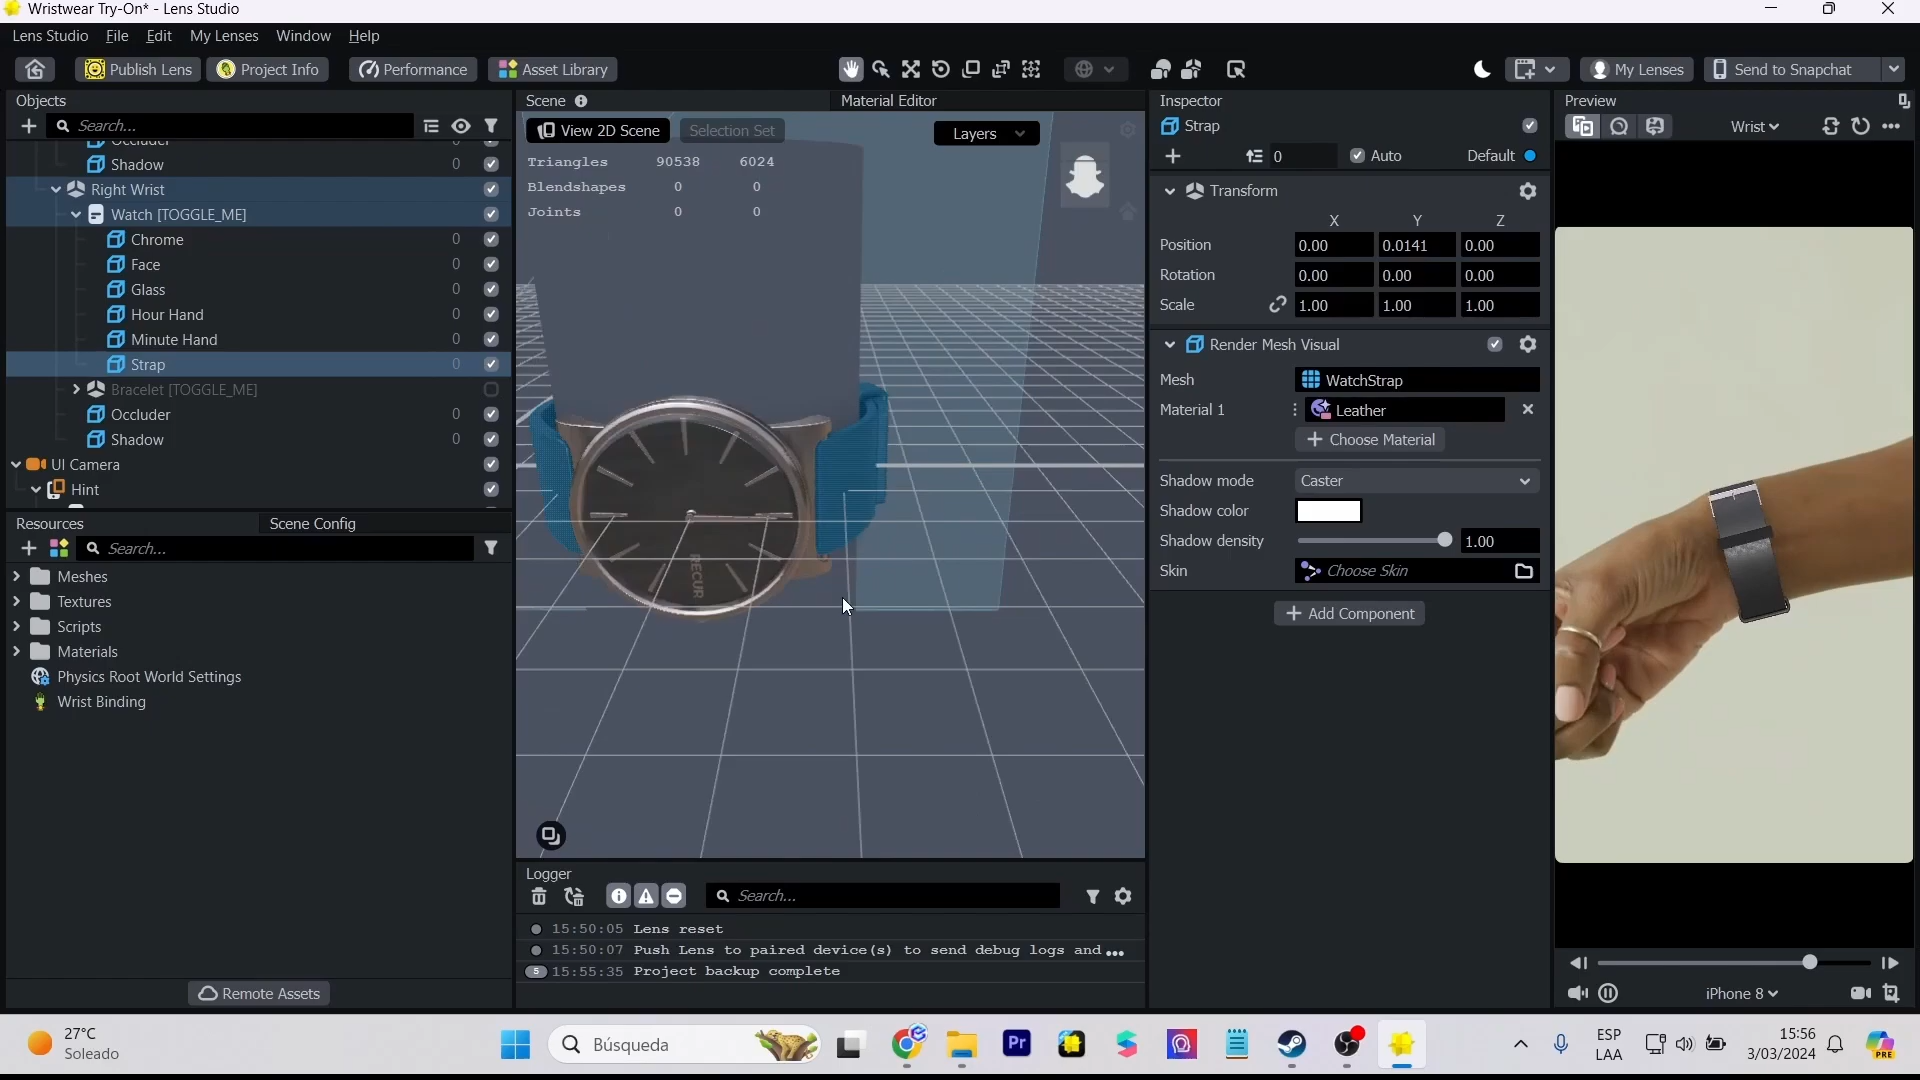 Wristwear Try-On* - Lens Studio
Lens Studio File Edit My Lenses Window Help
Publish Lens Project Info Performance Asset Library My Lenses Send to Snapchat
Objects
Search...
Occluder 0
Shadow 0
Right Wrist
Watch [TOGGLE_ME]
Chrome 0
Face 0
Glass 0
Hour Hand 0
Minute Hand 0
Strap 0
Bracelet [TOGGLE_ME]
Occluder 0
Shadow 0
UI Camera
Hint
Resources Scene Config
Search...
Meshes
Textures
Scripts
Materials
Physics Root World Settings
Wrist Binding
Remote Assets
Scene Material Editor
View 2D Scene Selection Set Layers
Triangles 90538 6024
Blendshapes 0 0
Joints 0 0
RECUR
Logger
Search...
15:50:05 Lens reset
15:50:07 Push Lens to paired device(s) to send debug logs and ...
5 15:55:35 Project backup complete
Inspector
Strap
0 Auto Default
Transform
X Y Z
Position 0.00 0.0141 0.00
Rotation 0.00 0.00 0.00
Scale 1.00 1.00 1.00
Render Mesh Visual
Mesh WatchStrap
Material 1 Leather
+ Choose Material
Shadow mode Caster
Shadow color
Shadow density 1.00
Skin Choose Skin
+ Add Component
Preview
Wrist
iPhone 8
27°C
Soleado
Búsqueda
Pr
ESP
LAA
15:56
3/03/2024
PRE